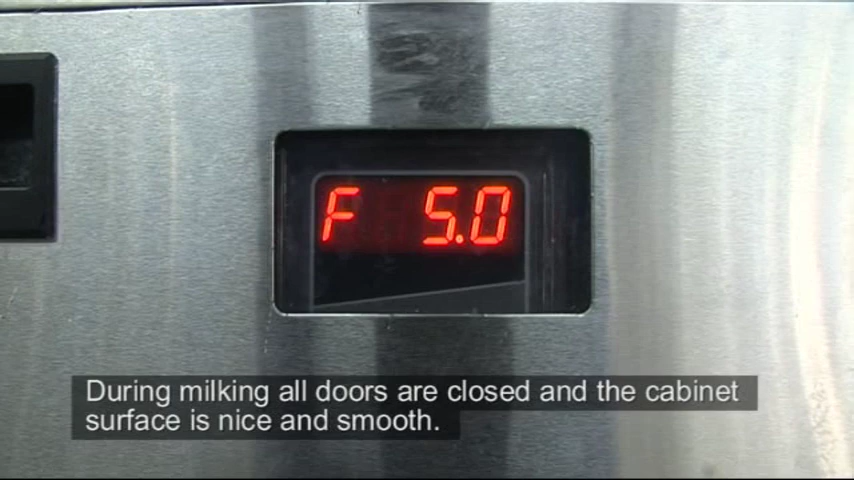 F 5.0
During milking all doors are closed and the cabinet
surface is nice and smooth.